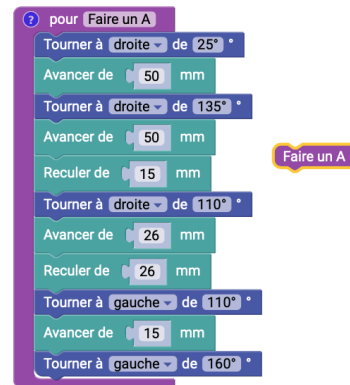 ? pour Faire un A
Tourner à droite de 25° °
Avancer de 50 mm
Tourner à droite de 135° °
Avancer de 50 mm
Faire un A
Reculer de 15 mm
Tourner à droite de 110° °
Avancer de 26 mm
Reculer de 26 mm
Tourner à gauche de 110° °
Avancer de 15 mm
Tourner à gauche de 160° °